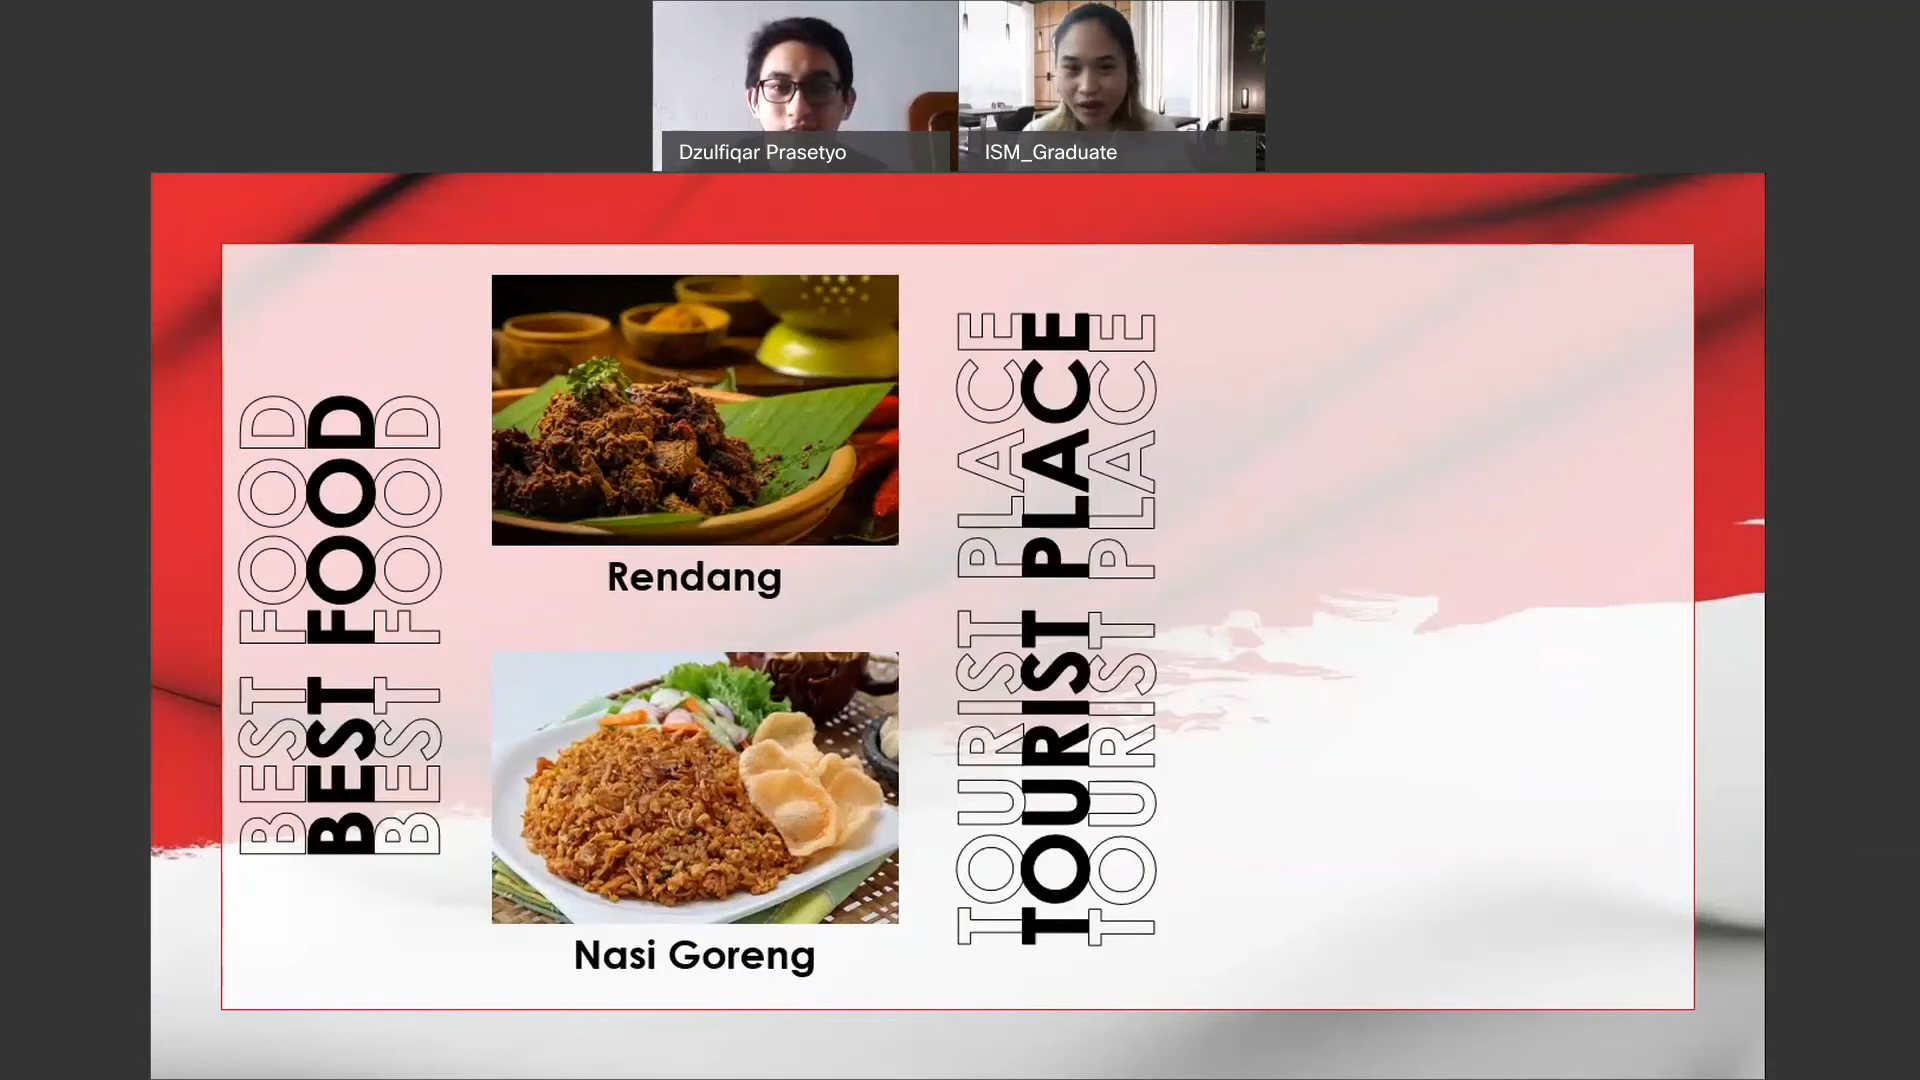 Dzulfiqar Prasetyo
ISM_Graduate
BEST FOOD
BEST FOOD
BEST FOOD
Rendang
Nasi Goreng
TOURIST PLACE
TOURIST PLACE
TOURIST PLACE